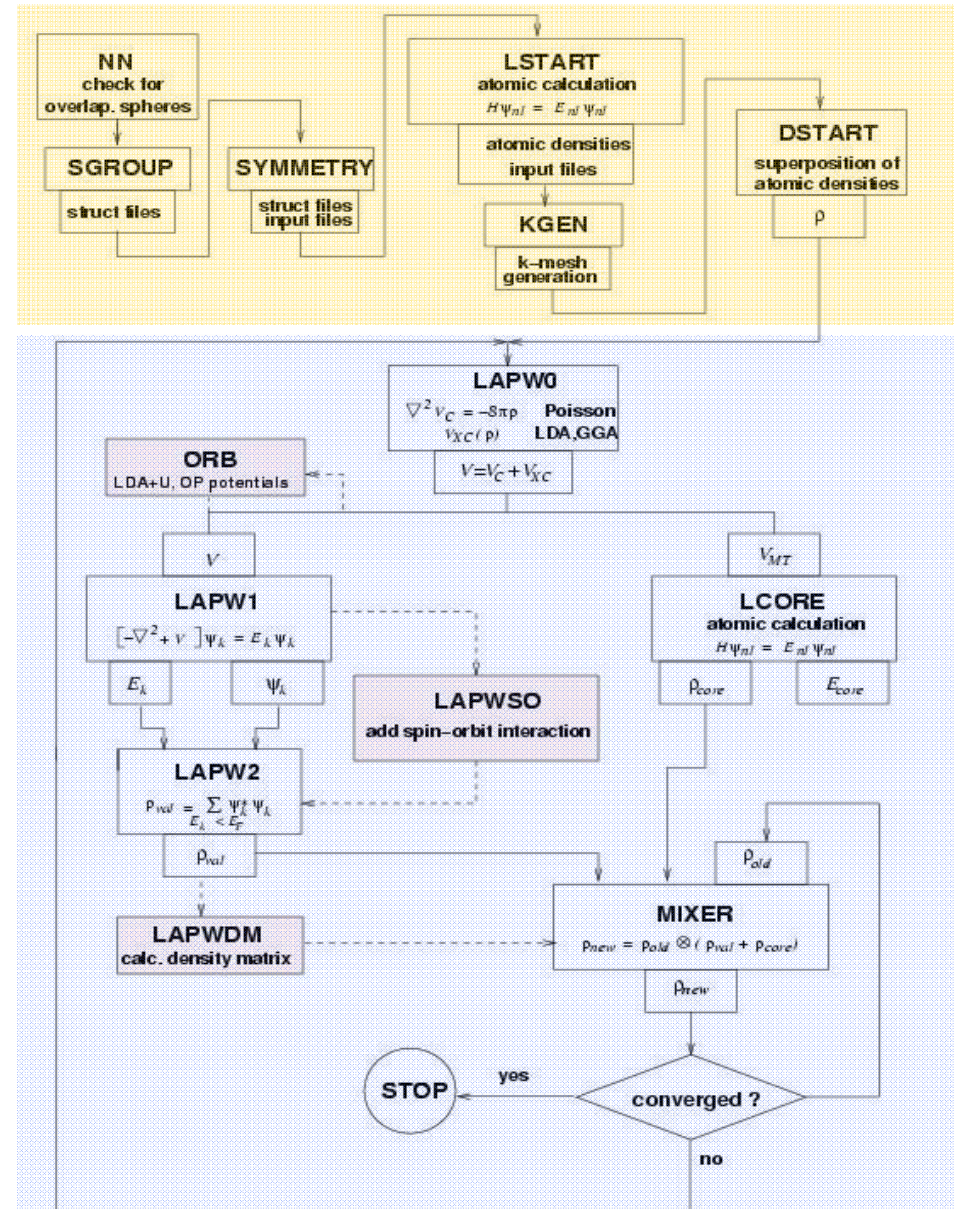 NN
check for
overlap. spheres
SGROUP
struct files
SYMMETRY
struct files
input files
LSTART
atomic calculation
Hψnl = Enl ψnl
atomic densities
input files
KGEN
k-mesh
generation
DSTART
superposition of
atomic densities
ρ
LAPW0
▽²VC = -8πρ Poisson
VXC(ρ) LDA,GGA
V=VC+VXC
ORB
LDA+U, OP potentials
V
LAPW1
[-▽²+V]ψk = Ek ψk
Ek
ψk
VMT
LCORE
atomic calculation
Hψnl = Enl ψnl
ρcore
Ecore
LAPWSO
add spin-orbit interaction
LAPW2
ρval = Σ ψk* ψk
Ek < EF
ρval
LAPWDM
calc. density matrix
ρold
MIXER
ρnew = ρold ⊗ (ρval + ρcore)
ρnew
STOP
yes
converged ?
no